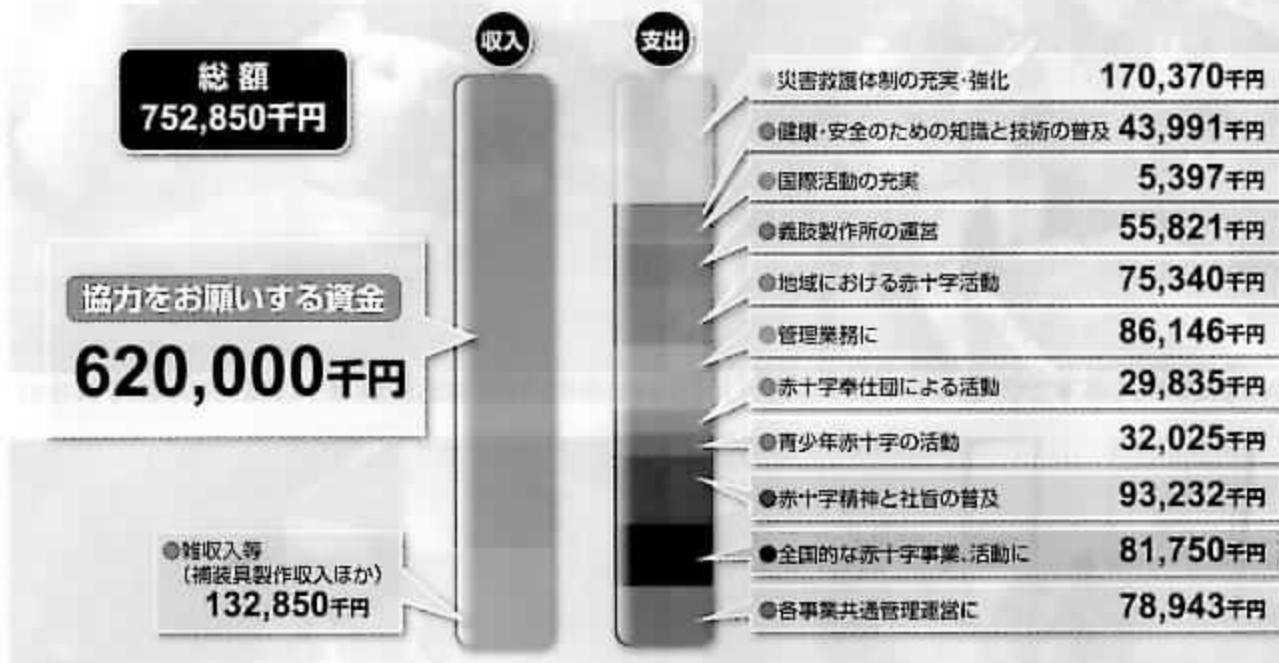 収入
支出
総額
752,850千円
協力をお願いする資金
620,000千円
●雑収入等
(補装具製作収入ほか)
132,850千円
●災害救護体制の充実・強化 170,370千円
●健康・安全のための知識と技術の普及 43,991千円
●国際活動の充実 5,397千円
●義肢製作所の運営 55,821千円
●地域における赤十字活動 75,340千円
●管理業務に 86,146千円
●赤十字奉仕団による活動 29,835千円
●青少年赤十字の活動 32,025千円
●赤十字精神と社旨の普及 93,232千円
●全国的な赤十字事業、活動に 81,750千円
●各事業共通管理運営に 78,943千円